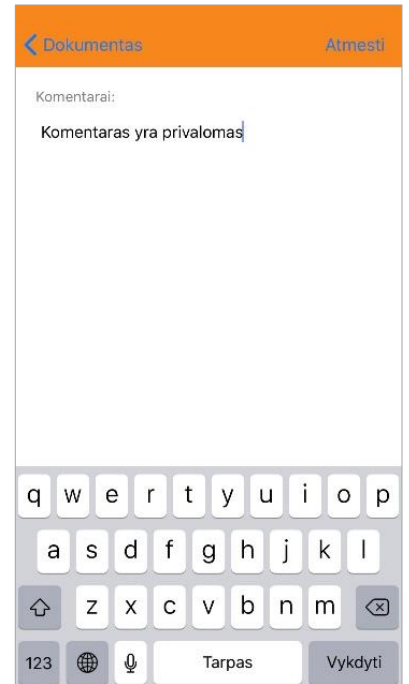 Dokumentas Atmesti
Komentarai:
Komentaras yra privalomas
q w e r t y u i o p
a s d f g h j k l
z x c v b n m
123 Tarpas Vykdyti